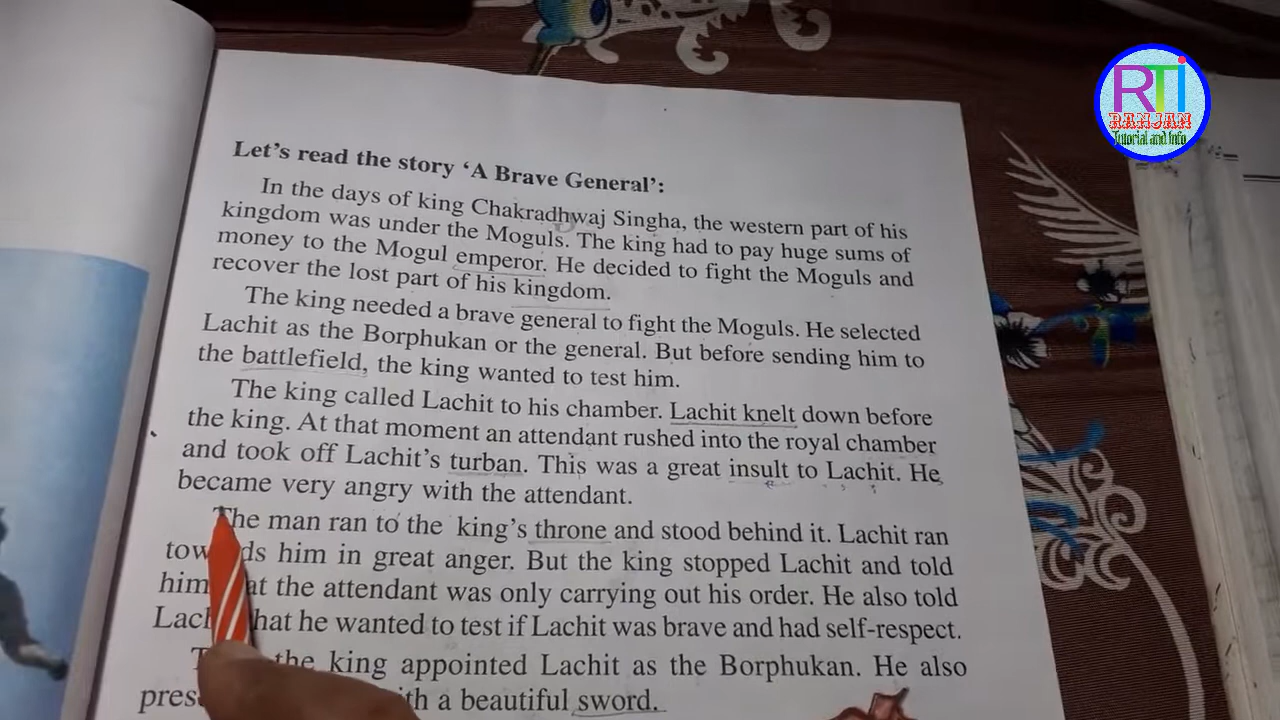 Let's read the story 'A Brave General':
In the days of king Chakradhwaj Singha, the western part of his
kingdom was under the Moguls. The king had to pay huge sums of
money to the Mogul emperor. He decided to fight the Moguls and
recover the lost part of his kingdom.
The king needed a brave general to fight the Moguls. He selected
Lachit as the Borphukan or the general. But before sending him to
the battlefield, the king wanted to test him.
The king called Lachit to his chamber. Lachit knelt down before
the king. At that moment an attendant rushed into the royal chamber
and took off Lachit's turban. This was a great insult to Lachit. He
became very angry with the attendant.
The man ran to the king's throne and stood behind it. Lachit ran
him in great anger. But the king stopped Lachit and told
him the attendant was only carrying out his order. He also told
he wanted to test if Lachit was brave and had self-respect.
the king appointed Lachit as the Borphukan. He also
a beautiful sword.
RTi
RANJAN
Tutorial and Info